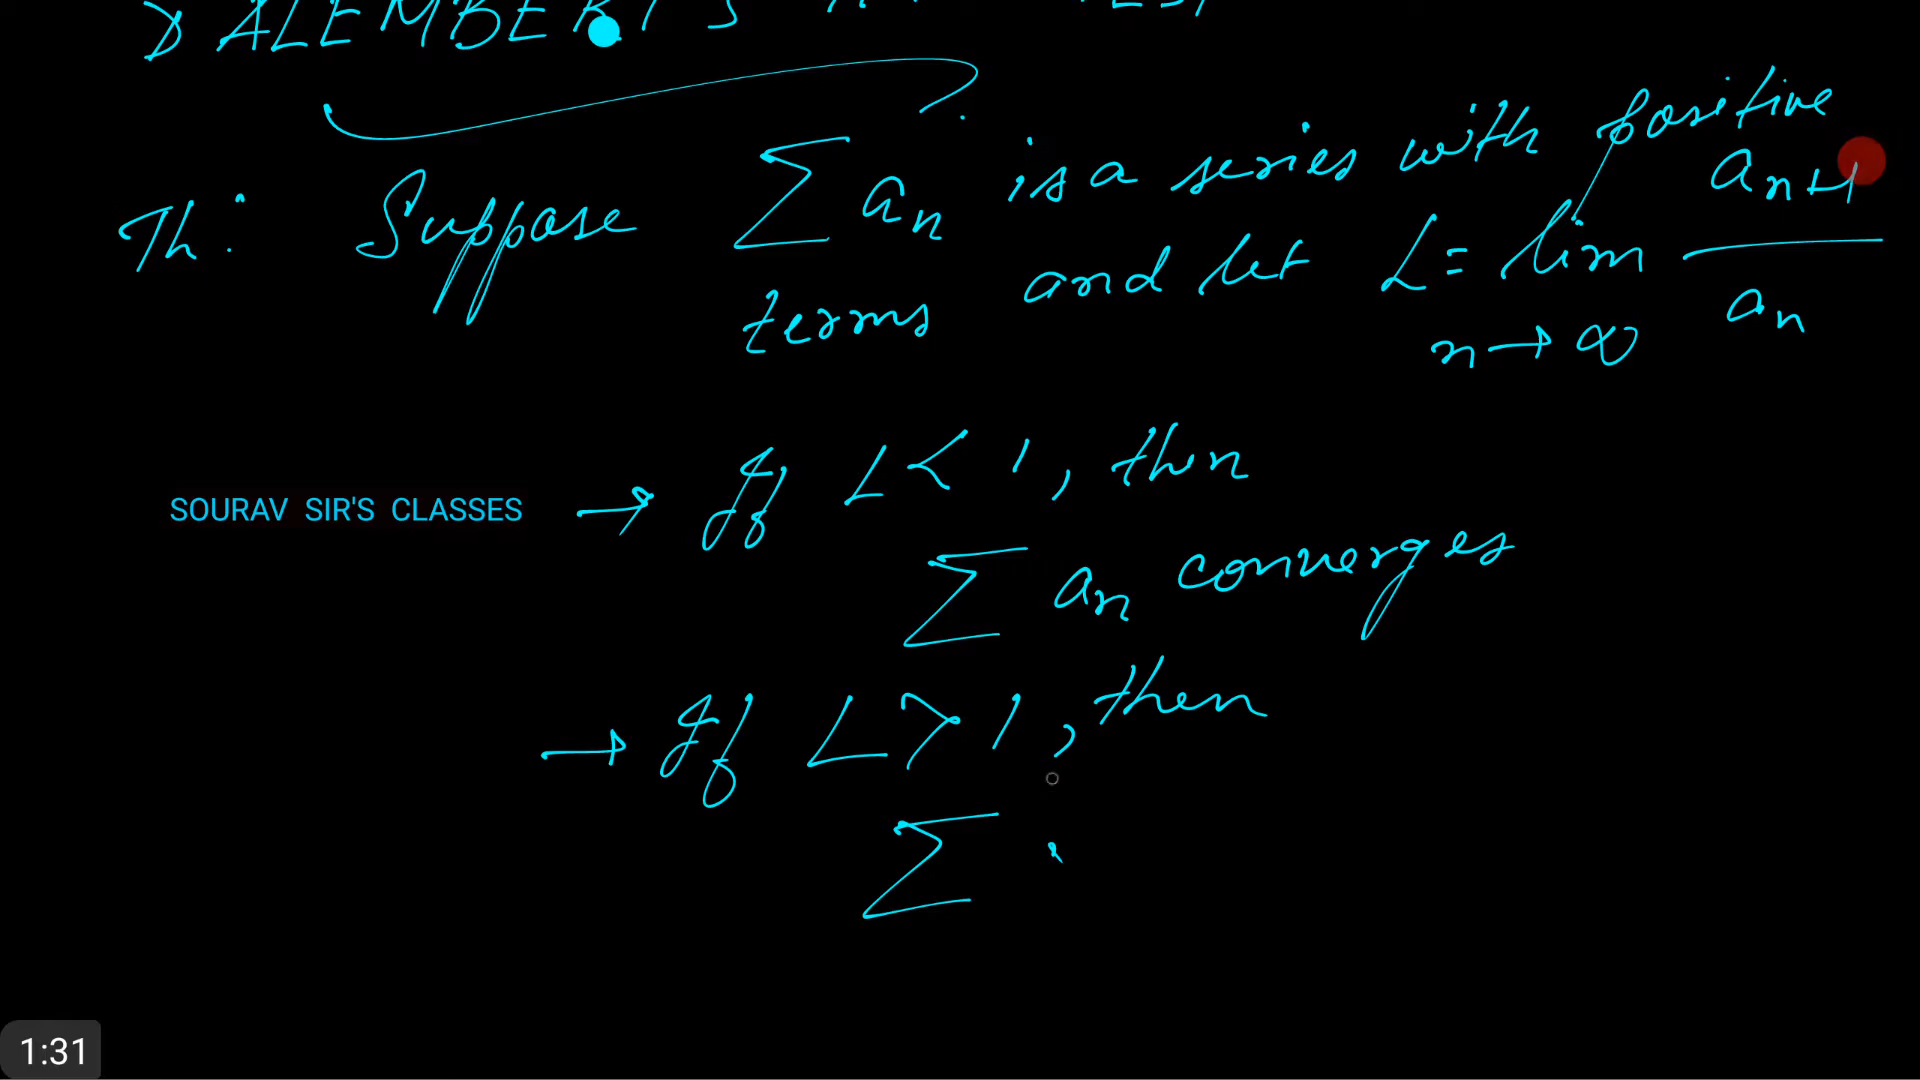 D'ALEMBERT'S
Th: Suppose ∑ aₙ is a series with positive
terms and let L = lim n→∞ aₙ₊₁ / aₙ
SOURAV SIR'S CLASSES
→ If L < 1, then
∑ aₙ converges
→ If L > 1, then
∑
1:31